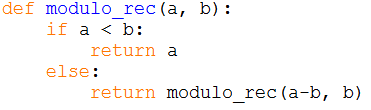 def modulo_rec(a, b):
    if a < b:
        return a
    else:
        return modulo_rec(a-b, b)